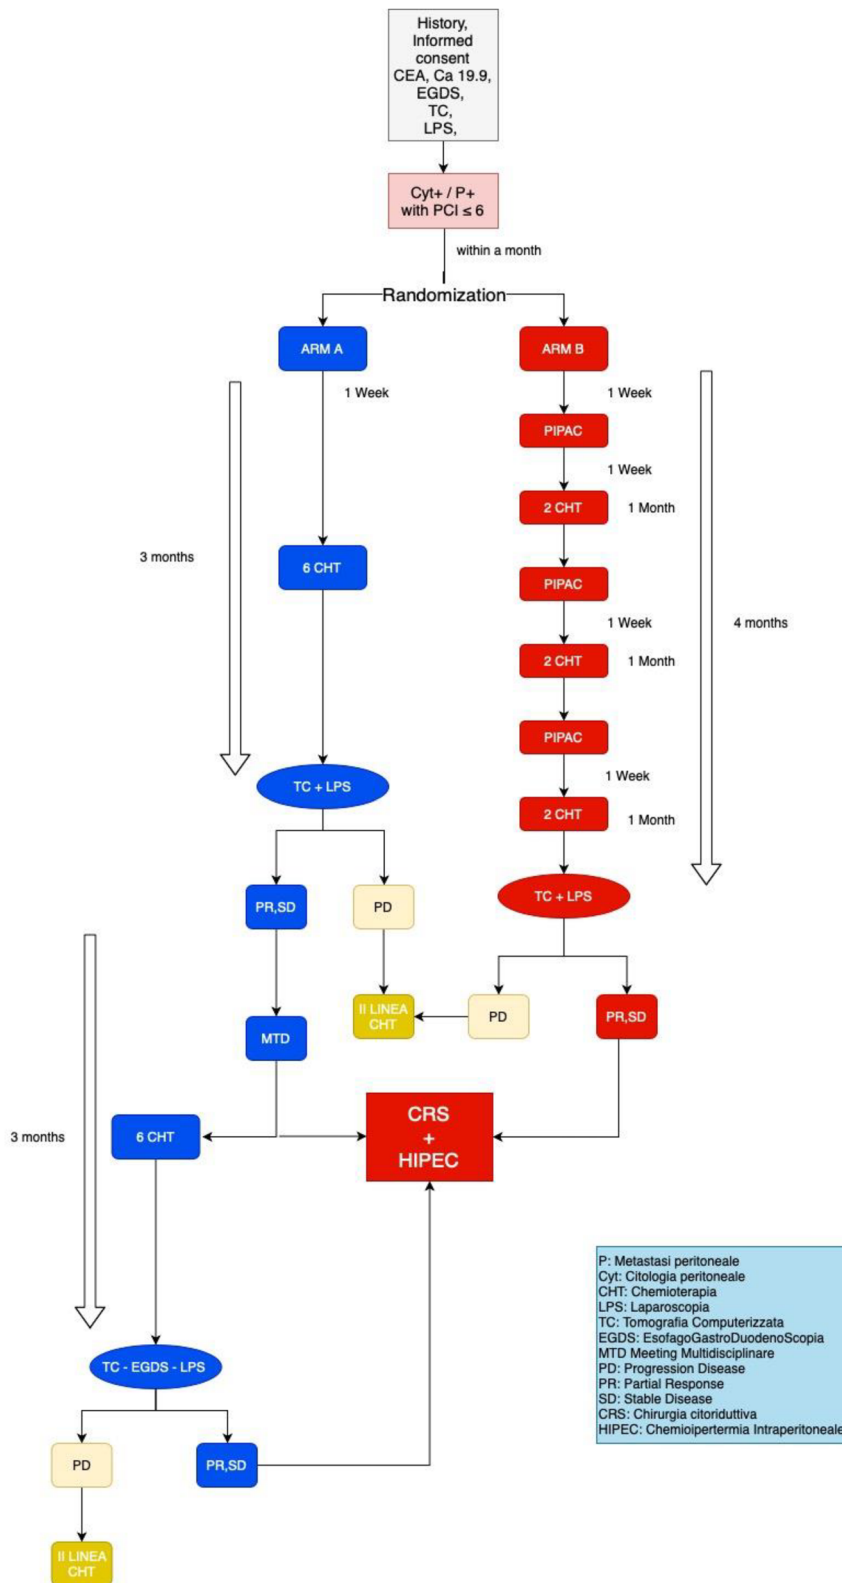 History,
Informed
consent
CEA, Ca 19.9,
EGDS,
TC,
LPS,
Cyt+ / P+
with PCI ≤ 6
within a month
Randomization
ARM A
ARM B
1 Week
1 Week
PIPAC
1 Week
2 CHT
1 Month
3 months
6 CHT
PIPAC
1 Week
4 months
2 CHT
1 Month
PIPAC
1 Week
TC + LPS
2 CHT
1 Month
PR,SD
PD
TC + LPS
II LINEA
CHT
PD
PR,SD
MTD
3 months
6 CHT
CRS
+
HIPEC
P: Metastasi peritoneale
Cyt: Citologia peritoneale
CHT: Chemioterapia
LPS: Laparoscopia
TC: Tomografia Computerizzata
EGDS: EsofagoGastroDuodenoScopia
MTD Meeting Multidisciplinare
PD: Progression Disease
PR: Partial Response
SD: Stable Disease
CRS: Chirurgia citoriduttiva
HIPEC: Chemioipertermia Intraperitoneale
TC - EGDS - LPS
PD
PR,SD
II LINEA
CHT